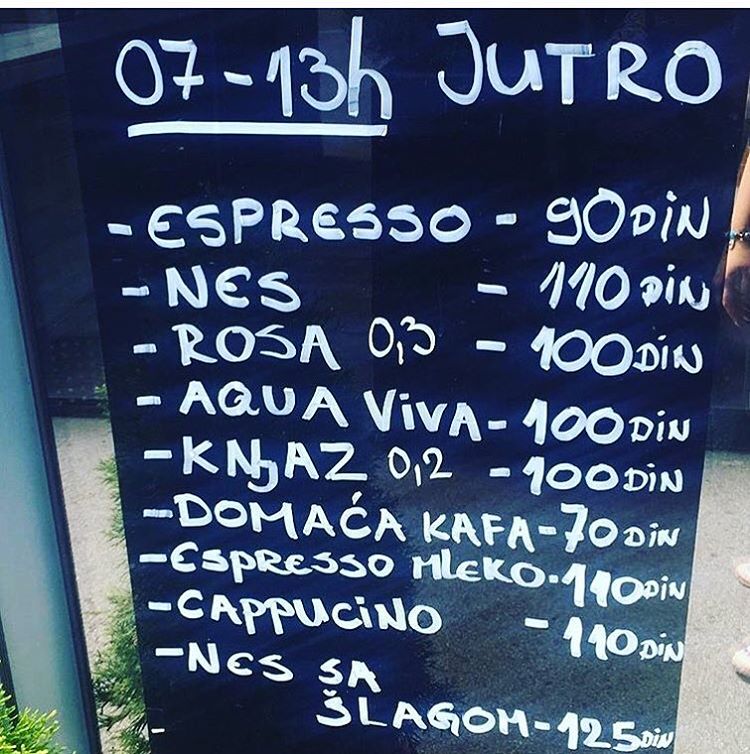 07-13h JUTRO
- ESPRESSO - 90 DIN
- NES - 110 DIN
- ROSA 0,3 - 100 DIN
- AQUA VIVA - 100 DIN
- KNJAZ 0,2 - 100 DIN
- DOMAĆA KAFA - 70 DIN
- ESPRESSO MLEKO - 110 DIN
- CAPPUCINO - 110 DIN
- NES SA
ŠLAGOM - 125 DIN
-